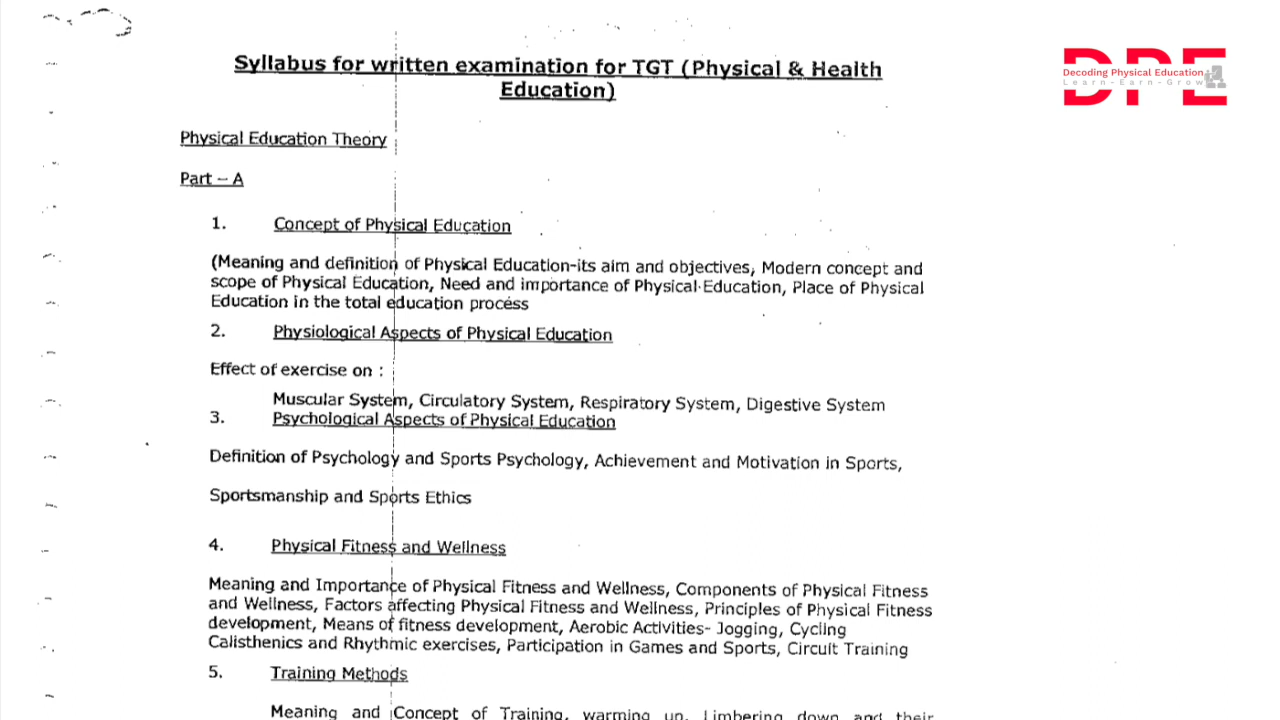 Syllabus for written examination for TGT (Physical & Health
Education)
DPE
Decoding Physical Education
Learn-Earn-Grow
Physical Education Theory
Part – A
1. Concept of Physical Education
(Meaning and definition of Physical Education-its aim and objectives, Modern concept and
scope of Physical Education, Need and importance of Physical Education, Place of Physical
Education in the total education process
2. Physiological Aspects of Physical Education
Effect of exercise on :
Muscular System, Circulatory System, Respiratory System, Digestive System
3. Psychological Aspects of Physical Education
Definition of Psychology and Sports Psychology, Achievement and Motivation in Sports,
Sportsmanship and Sports Ethics
4. Physical Fitness and Wellness
Meaning and Importance of Physical Fitness and Wellness, Components of Physical Fitness
and Wellness, Factors affecting Physical Fitness and Wellness, Principles of Physical Fitness
development, Means of fitness development, Aerobic Activities- Jogging, Cycling
Calisthenics and Rhythmic exercises, Participation in Games and Sports, Circuit Training
5. Training Methods
Meaning and Concept of Training, warming up, Limbering down and their